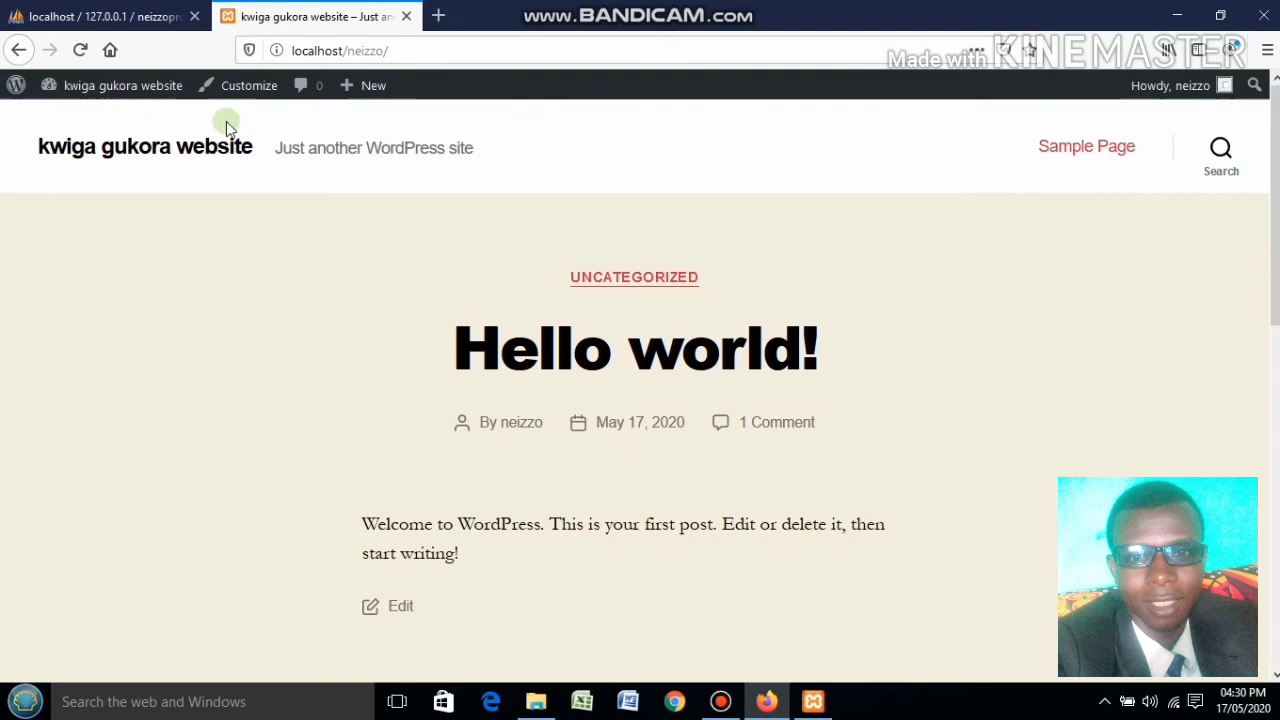 localhost / 127.0.0.1 / neizzopro
kwiga gukora website – Just an
www.BANDICAM.com
localhost/neizzo/
Made with KINEMASTER
kwiga gukora website
Customize
0
New
Howdy, neizzo
kwiga gukora website
Just another WordPress site
Sample Page
Search
UNCATEGORIZED
Hello world!
By neizzo
May 17, 2020
1 Comment
Welcome to WordPress. This is your first post. Edit or delete it, then
start writing!
Edit
Search the web and Windows
04:30 PM
17/05/2020